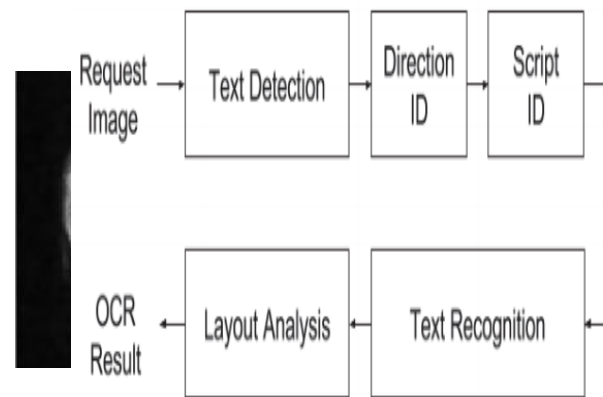 Request
Image
Text Detection
Direction
ID
Script
ID
OCR
Result
Layout Analysis
Text Recognition